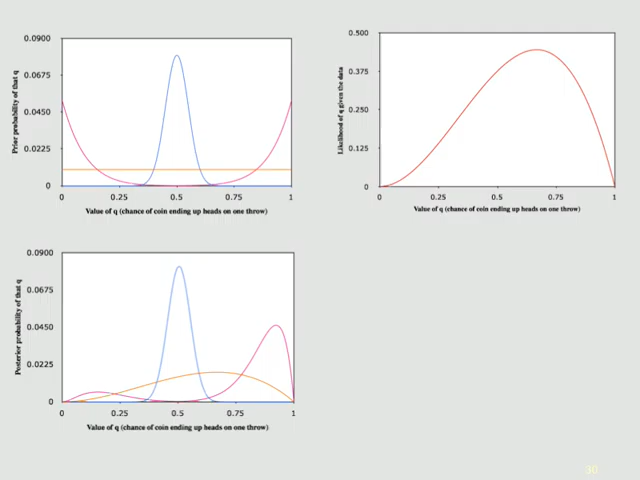 0.0900
0.0675
0.0450
0.0225
0
Prior probability of that q
0 0.25 0.5 0.75 1
Value of q (chance of coin ending up heads on one throw)
0.500
0.375
0.250
0.125
0
Likelihood of q given the data
0 0.25 0.5 0.75 1
Value of q (chance of coin ending up heads on one throw)
0.0900
0.0675
0.0450
0.0225
0
Posterior probability of that q
0 0.25 0.5 0.75 1
Value of q (chance of coin ending up heads on one throw)
30